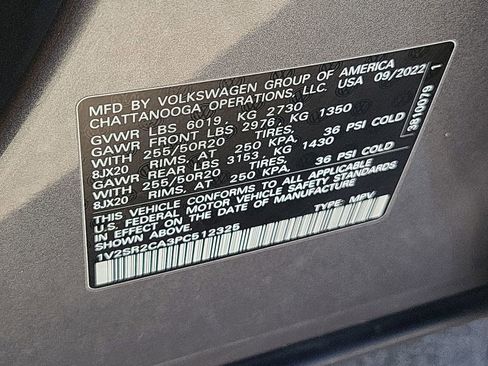 MFD BY VOLKSWAGEN GROUP OF AMERICA
CHATTANOOGA OPERATIONS, LLC. USA 09/2022
GVWR LBS 6019, KG 2730
GAWR FRONT LBS 2976, KG 1350
WITH 255/50R20 TIRES,
8JX20 RIMS, AT 250 KPA, 36 PSI COLD
GAWR REAR LBS 3153, KG 1430
WITH 255/50R20 TIRES,
8JX20 RIMS, AT 250 KPA, 36 PSI COLD
THIS VEHICLE CONFORMS TO ALL APPLICABLE
U.S. FEDERAL MOTOR VEHICLE SAFETY STANDARDS IN
EFFECT ON THE DATE OF MANUFACTURE
SHOWN ABOVE. TYPE: MPV
1V2SR2CA3PC512325
3810079 1